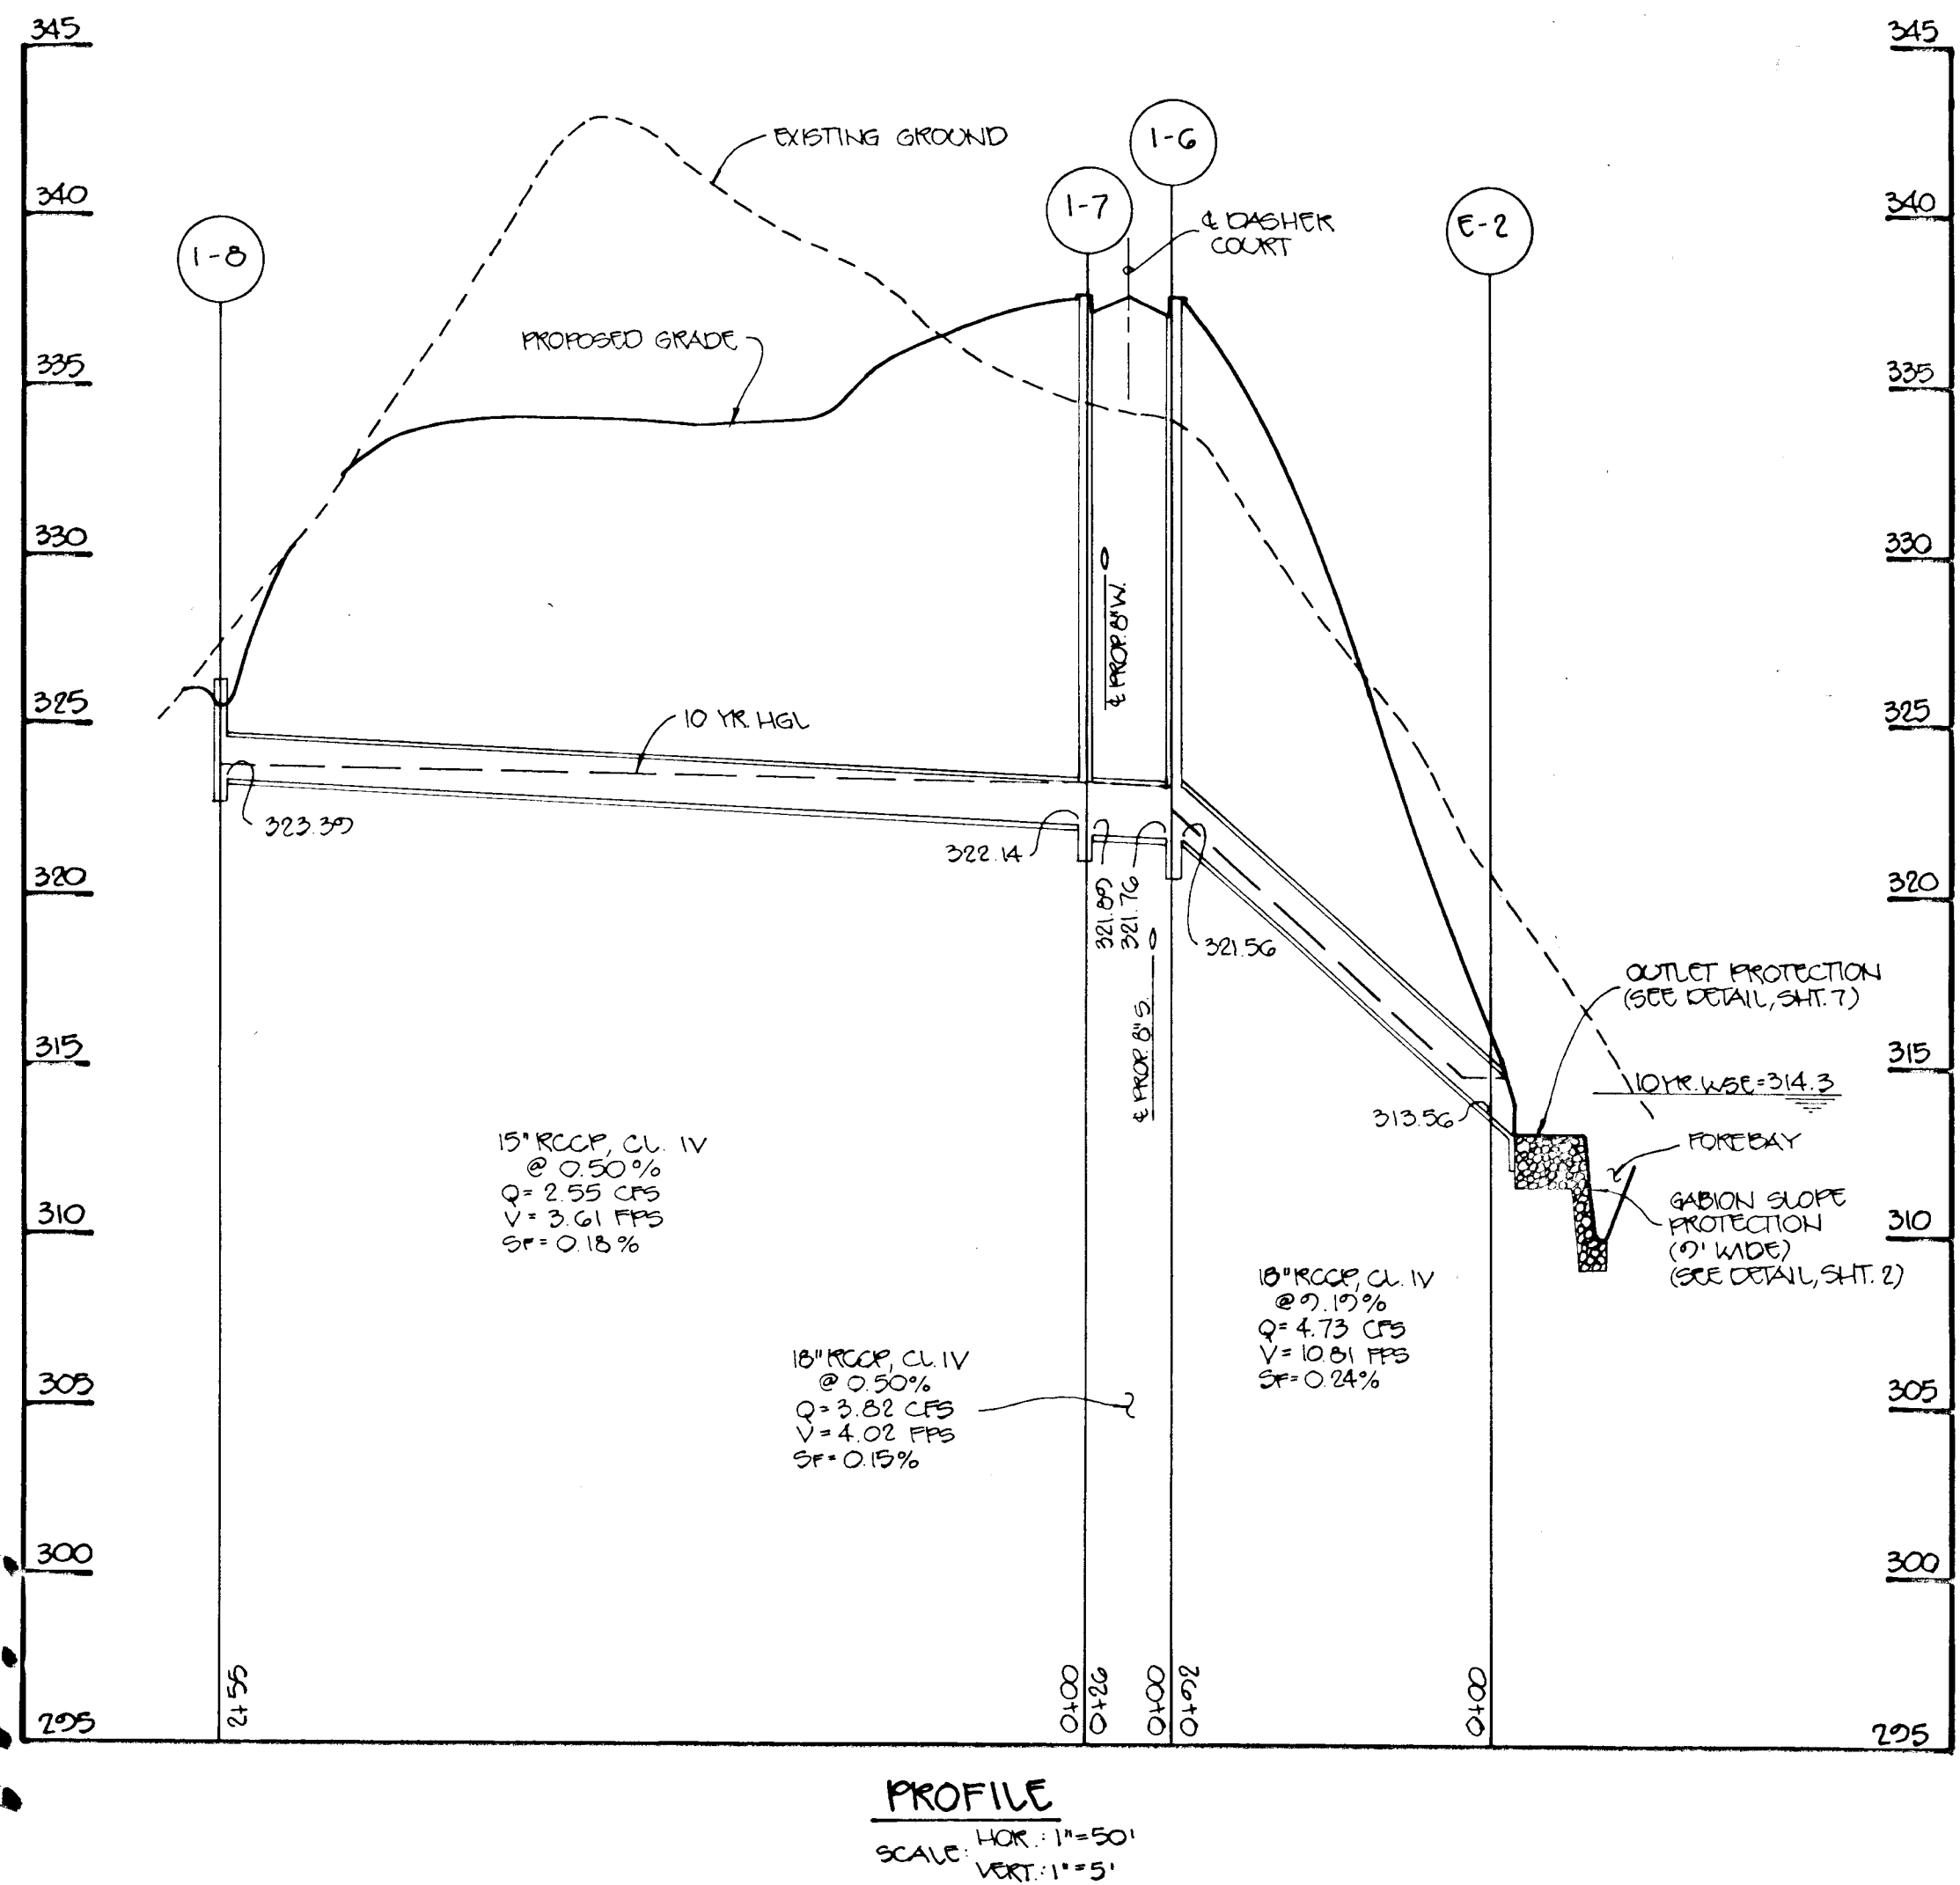 345
345
EXISTING GROUND
1-6
340
340
1-7
℄ DASHER
COURT
E-2
1-8
PROPOSED GRADE
335
335
330
330
℄ PROP. 8"W.
325
325
10 YR. HGL
323.39
322.14
321.89
321.76
321.56
320
320
OUTLET PROTECTION
(SEE DETAIL, SHT. 7)
℄ PROP. 8"S.
315
315
10 YR. WSE=314.3
313.56
FOREBAY
15" RCCP, CL. IV
@ 0.50%
Q= 2.55 CFS
V= 3.61 FPS
SF= 0.18%
GABION SLOPE
PROTECTION
(9' WIDE)
(SEE DETAIL, SHT. 2)
310
310
18" RCCP, CL. IV
@ 9.19%
Q= 4.73 CFS
V= 10.81 FPS
SF= 0.24%
18" RCCP, CL. IV
@ 0.50%
Q= 3.82 CFS
V= 4.02 FPS
SF= 0.15%
305
305
300
300
2+55
0+00
0+26
0+00
0+92
0+00
295
295
PROFILE
SCALE: HOR.: 1"=50'
VERT.: 1"=5'